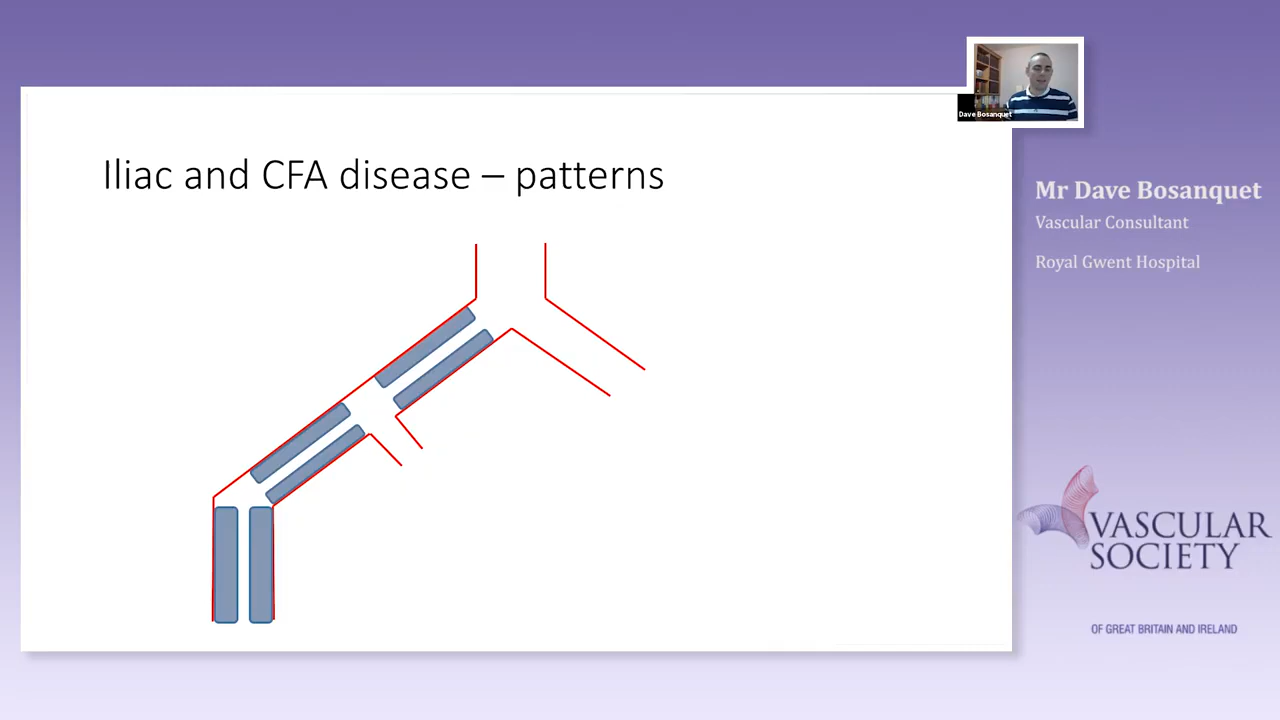 Dave Bosanquet
Iliac and CFA disease – patterns
Mr Dave Bosanquet
Vascular Consultant
Royal Gwent Hospital
VASCULAR
SOCIETY
OF GREAT BRITAIN AND IRELAND